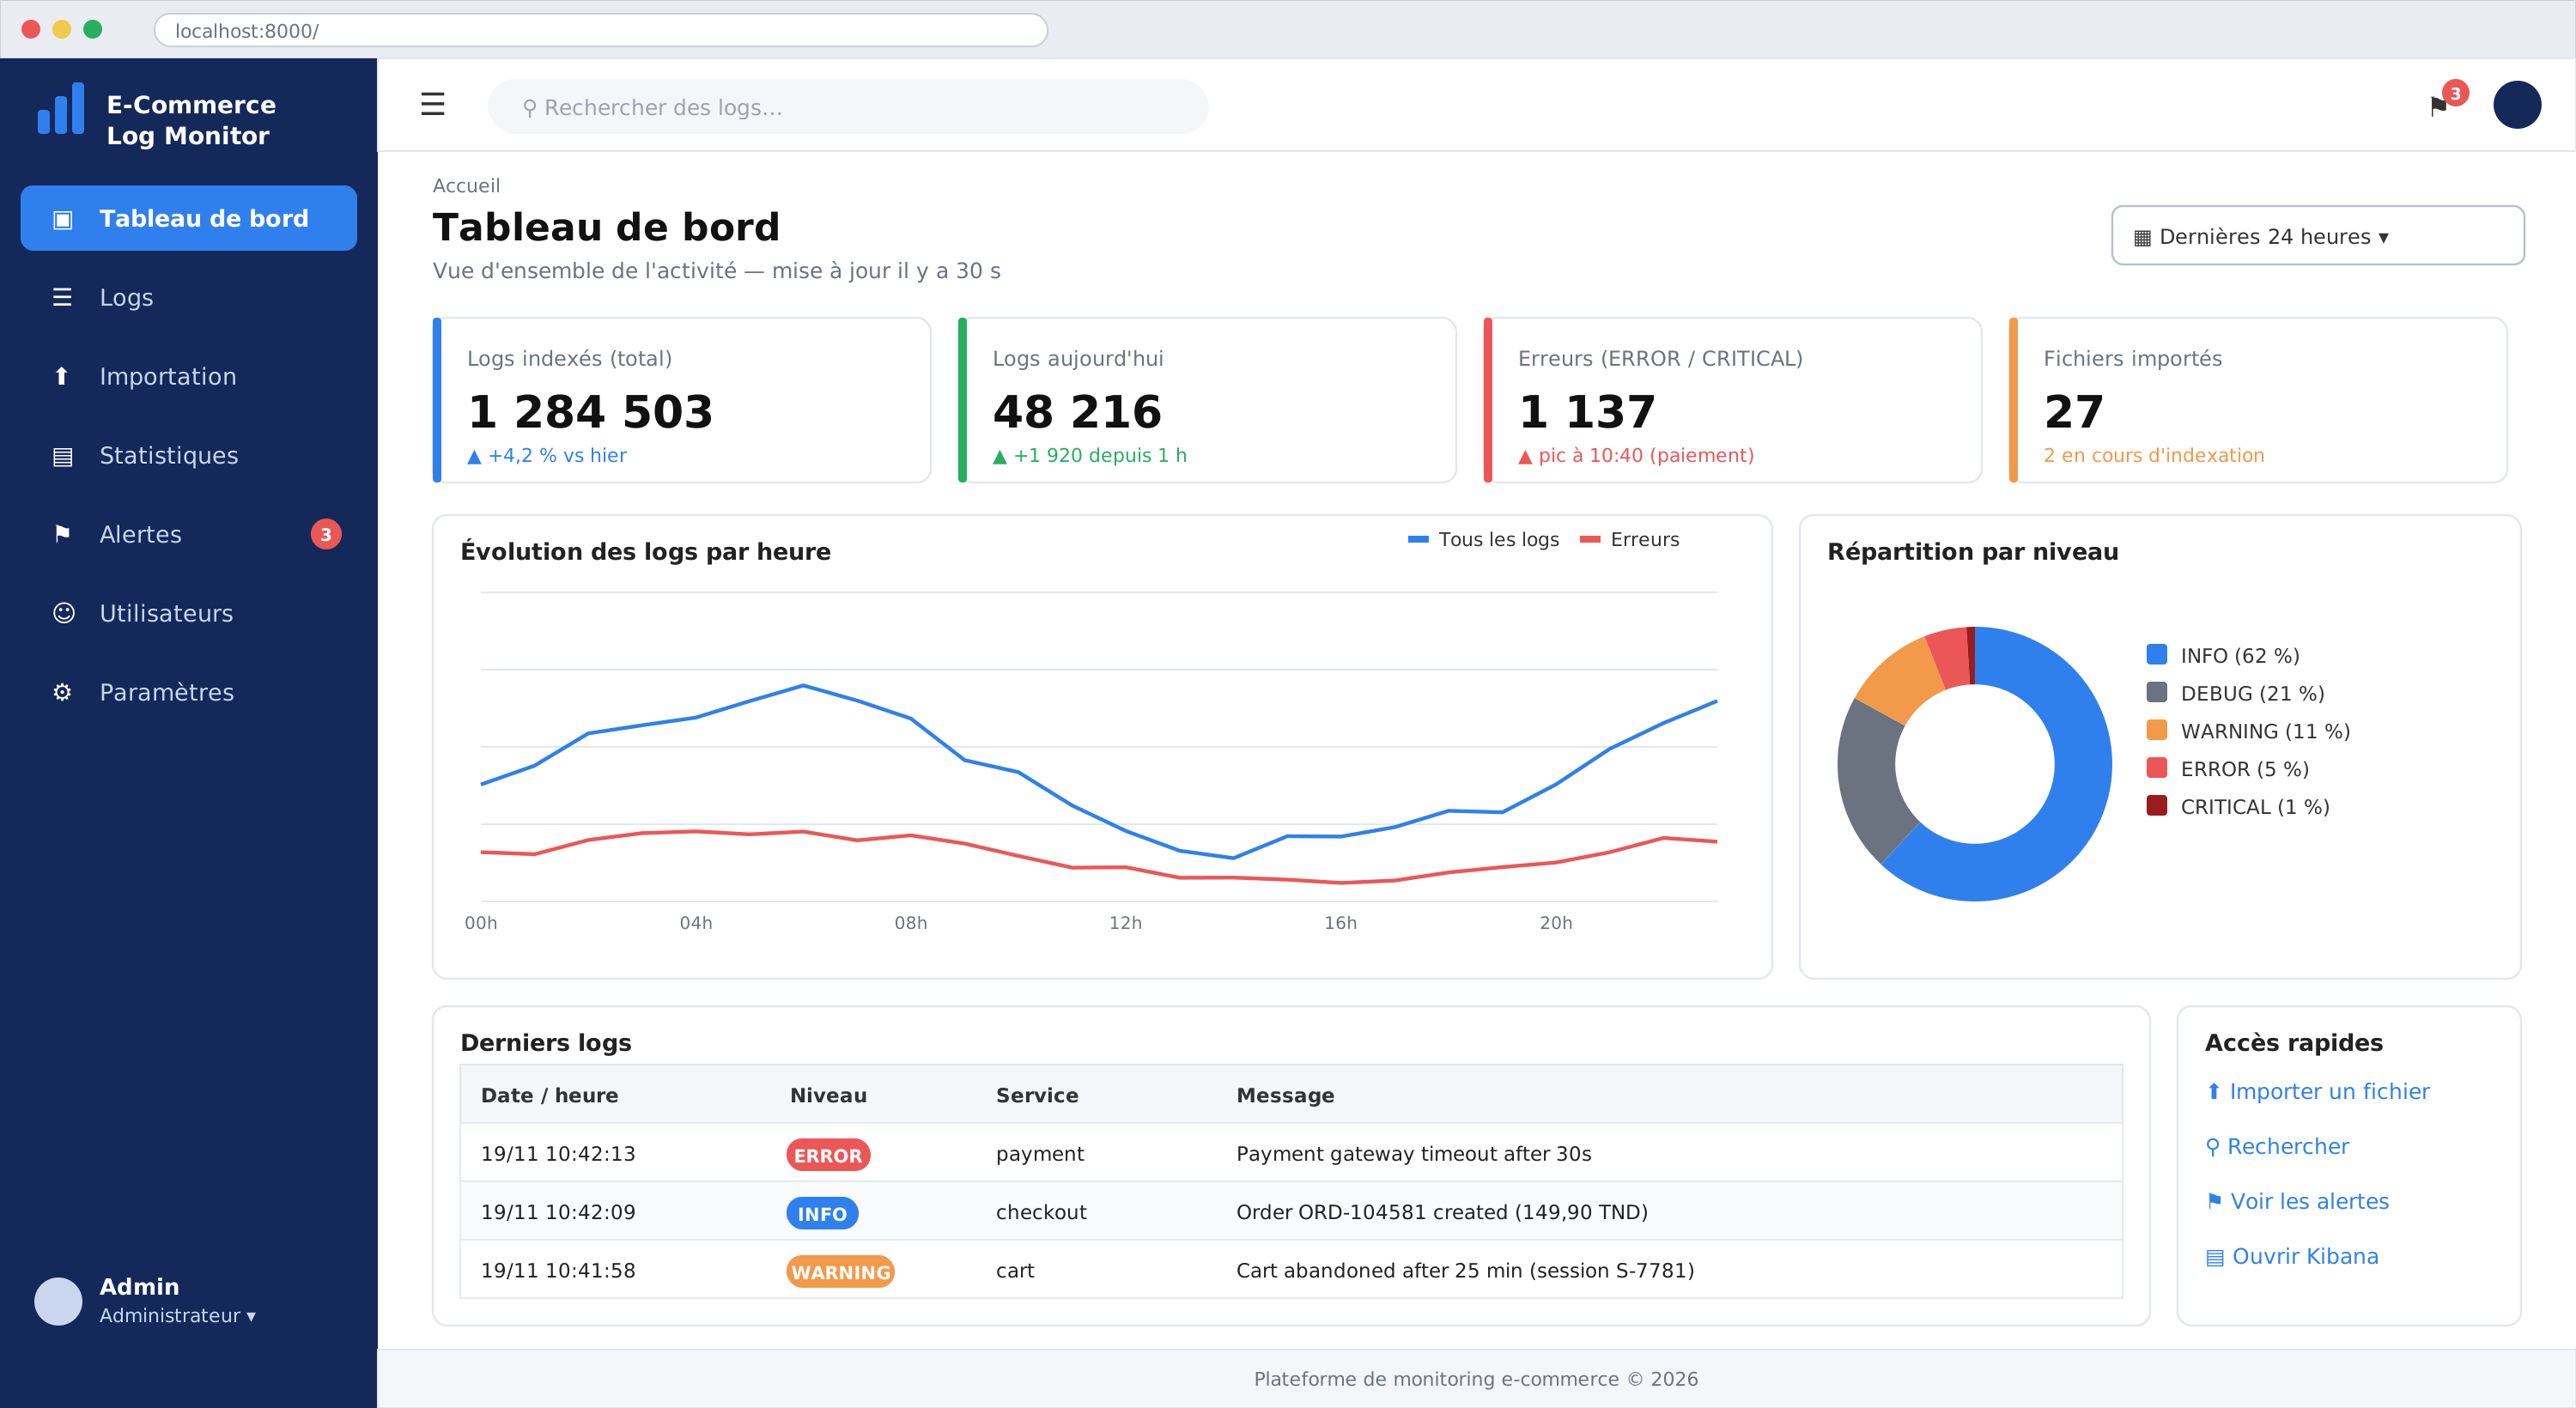 localhost:8000/
E-Commerce
Log Monitor
Tableau de bord
Logs
Importation
Statistiques
Alertes 3
Utilisateurs
Paramètres
Admin
Administrateur ▾
Rechercher des logs...
3
Accueil
Tableau de bord
Vue d'ensemble de l'activité — mise à jour il y a 30 s
Dernières 24 heures ▾
Logs indexés (total)
1 284 503
▲ +4,2 % vs hier
Logs aujourd'hui
48 216
▲ +1 920 depuis 1 h
Erreurs (ERROR / CRITICAL)
1 137
▲ pic à 10:40 (paiement)
Fichiers importés
27
2 en cours d'indexation
Évolution des logs par heure
Tous les logs Erreurs
00h 04h 08h 12h 16h 20h
Répartition par niveau
INFO (62 %)
DEBUG (21 %)
WARNING (11 %)
ERROR (5 %)
CRITICAL (1 %)
Derniers logs
Date / heure Niveau Service Message
19/11 10:42:13 ERROR payment Payment gateway timeout after 30s
19/11 10:42:09 INFO checkout Order ORD-104581 created (149,90 TND)
19/11 10:41:58 WARNING cart Cart abandoned after 25 min (session S-7781)
Accès rapides
Importer un fichier
Rechercher
Voir les alertes
Ouvrir Kibana
Plateforme de monitoring e-commerce © 2026